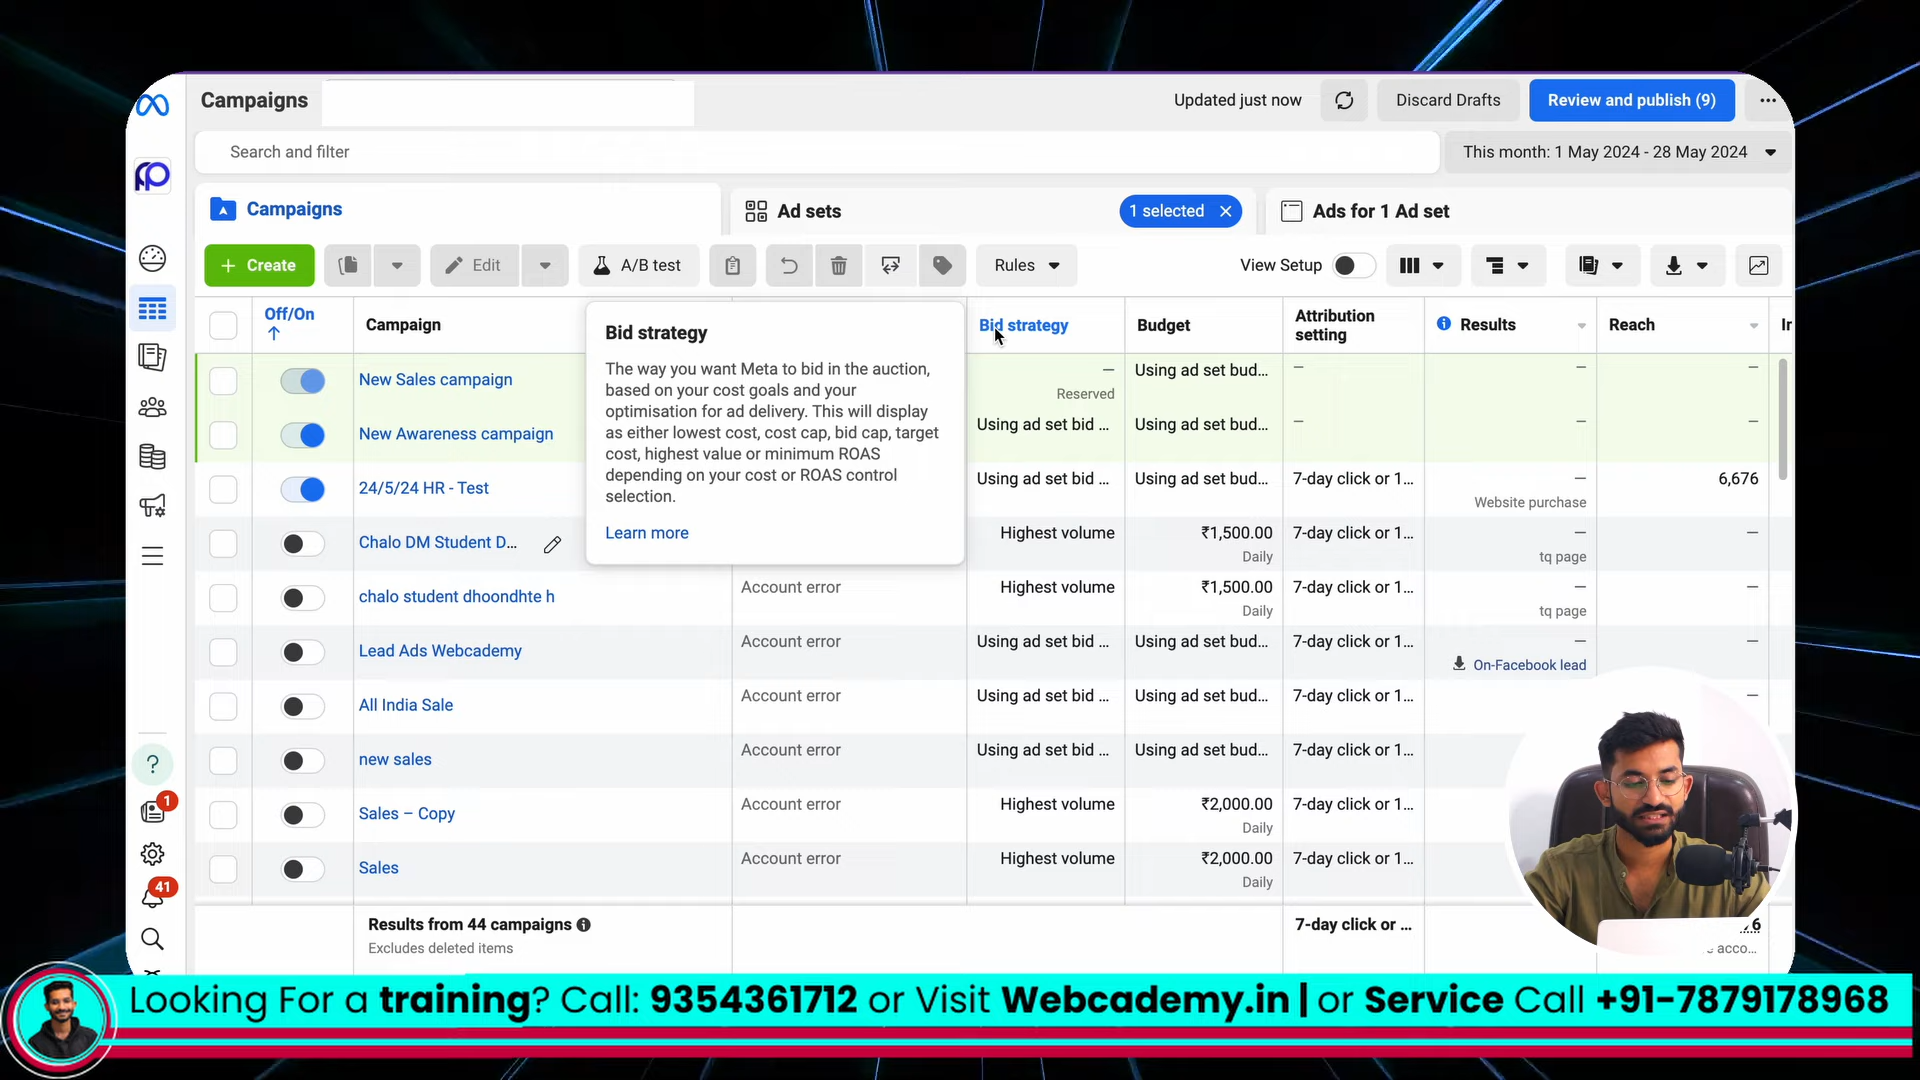 Campaigns
Updated just now
Discard Drafts
Review and publish (9)
Search and filter
This month: 1 May 2024 - 28 May 2024
Campaigns
Ad sets
1 selected
Ads for 1 Ad set
+ Create
Edit
A/B test
Rules
View Setup
Off/On
Campaign
Bid strategy
Budget
Attribution
setting
Results
Reach
Bid strategy
The way you want Meta to bid in the auction,
based on your cost goals and your
optimisation for ad delivery. This will display
as either lowest cost, cost cap, bid cap, target
cost, highest value or minimum ROAS
depending on your cost or ROAS control
selection.
Learn more
New Sales campaign
—
Reserved
Using ad set bud...
—
—
—
New Awareness campaign
Using ad set bid ...
Using ad set bud...
—
—
—
24/5/24 HR - Test
Using ad set bid ...
Using ad set bud...
7-day click or 1...
—
Website purchase
6,676
Chalo DM Student D...
Highest volume
₹1,500.00
Daily
7-day click or 1...
—
tq page
—
chalo student dhoondhte h
Account error
Highest volume
₹1,500.00
Daily
7-day click or 1...
—
tq page
—
Lead Ads Webcademy
Account error
Using ad set bid ...
Using ad set bud...
7-day click or 1...
—
On-Facebook lead
—
All India Sale
Account error
Using ad set bid ...
Using ad set bud...
7-day click or 1...
—
new sales
Account error
Using ad set bid ...
Using ad set bud...
7-day click or 1...
Sales – Copy
Account error
Highest volume
₹2,000.00
Daily
7-day click or 1...
Sales
Account error
Highest volume
₹2,000.00
Daily
7-day click or 1...
1
41
Results from 44 campaigns
Excludes deleted items
7-day click or ...
Looking For a training? Call: 9354361712 or Visit Webcademy.in | or Service Call +91-7879178968